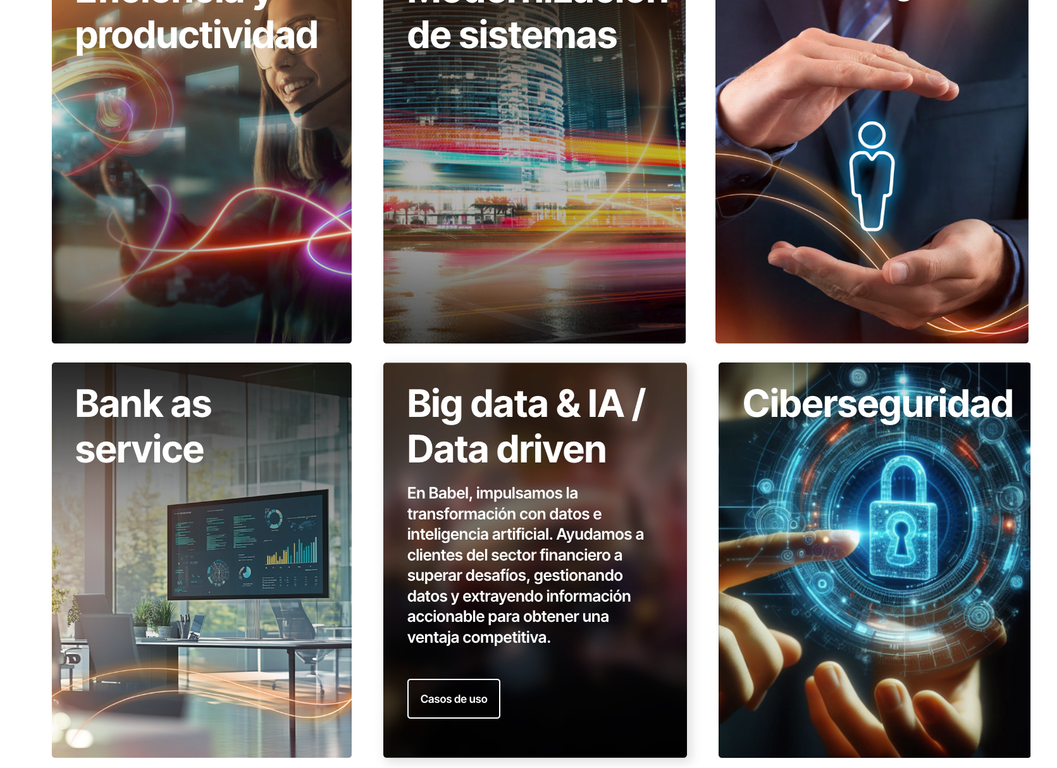 productividad
de sistemas
Bank as
service
Big data & IA /
Data driven
En Babel, impulsamos la
transformación con datos e
inteligencia artificial. Ayudamos a
clientes del sector financiero a
superar desafíos, gestionando
datos y extrayendo información
accionable para obtener una
ventaja competitiva.
Casos de uso
Ciberseguridad